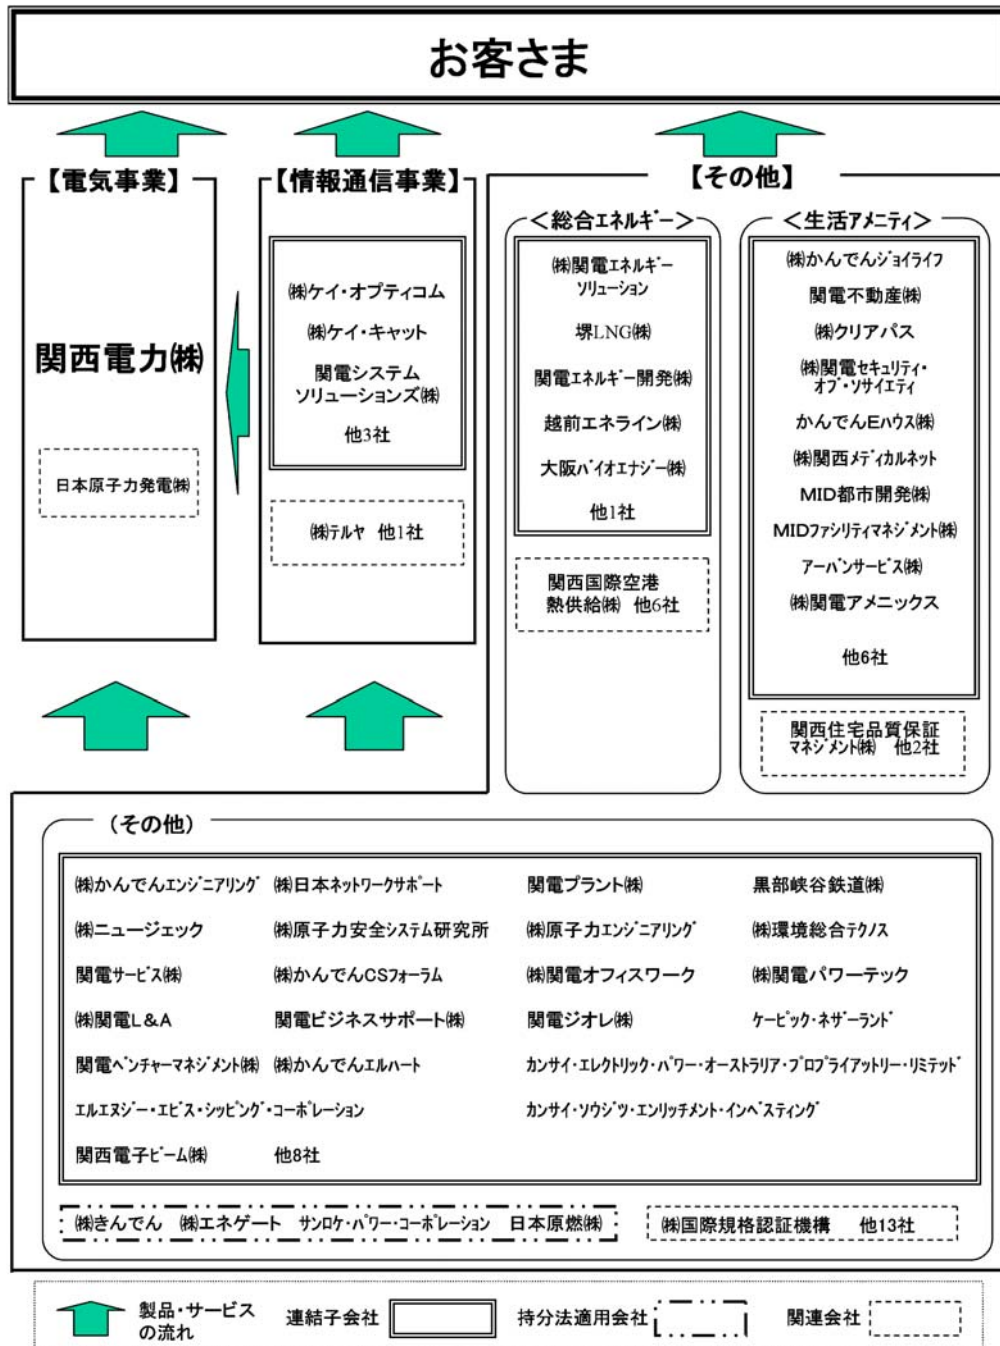 お客さま
【電気事業】
関西電力㈱
日本原子力発電㈱
【情報通信事業】
㈱ケイ・オプティコム
㈱ケイ・キャット
関電システム
ソリューションズ㈱
他3社
㈱テルヤ 他1社
【その他】
＜総合エネルギー＞
㈱関電エネルギー
ソリューション
堺LNG㈱
関電エネルギー開発㈱
越前エネライン㈱
大阪バイオエナジー㈱
他1社
関西国際空港
熱供給㈱ 他6社
＜生活アメニティ＞
㈱かんでんジョイライフ
関電不動産㈱
㈱クリアパス
㈱関電セキュリティ・
オブ・ソサイエティ
かんでんEハウス㈱
㈱関西メディカルネット
MID都市開発㈱
MIDファシリティマネジメント㈱
アーバンサービス㈱
㈱関電アメニックス
他6社
関西住宅品質保証
マネジメント㈱ 他2社
（その他）
㈱かんでんエンジニアリング ㈱日本ネットワークサポート 関電プラント㈱ 黒部峡谷鉄道㈱
㈱ニュージェック ㈱原子力安全システム研究所 ㈱原子力エンジニアリング ㈱環境総合テクノス
関電サービス㈱ ㈱かんでんCSフォーラム ㈱関電オフィスワーク ㈱関電パワーテック
㈱関電L&A 関電ビジネスサポート㈱ 関電ジオレ㈱ ケーピック・ネザーランド
関電ベンチャーマネジメント㈱ ㈱かんでんエルハート カンサイ・エレクトリック・パワー・オーストラリア・プロプライアットリー・リミテッド
エルエヌジー・エビス・シッピング・コーポレーション カンサイ・ソウジツ・エンリッチメント・インベスティング
関西電子ビーム㈱ 他8社
㈱きんでん ㈱エネゲート サンロケ・パワー・コーポレーション 日本原燃㈱ ㈱国際規格認証機構 他13社
製品・サービス
の流れ
連結子会社 持分法適用会社 関連会社